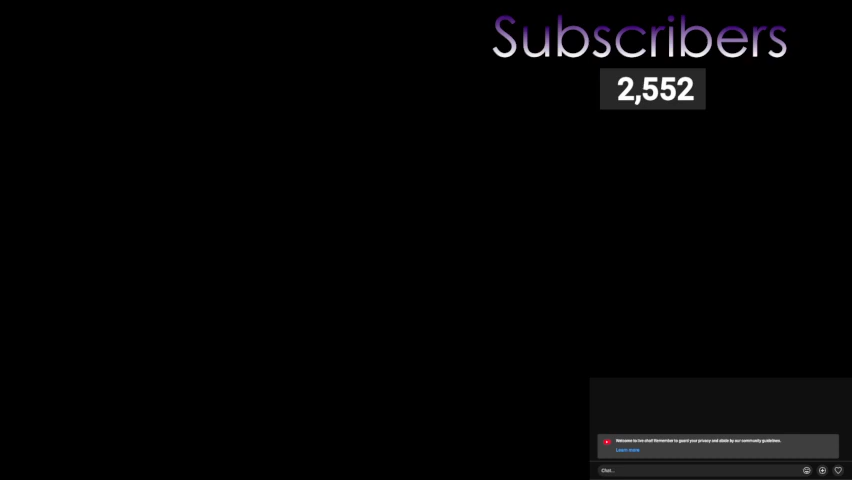 Subscribers
2,552
Welcome to live chat! Remember to guard your privacy and abide by our community guidelines.
Learn more
Chat...